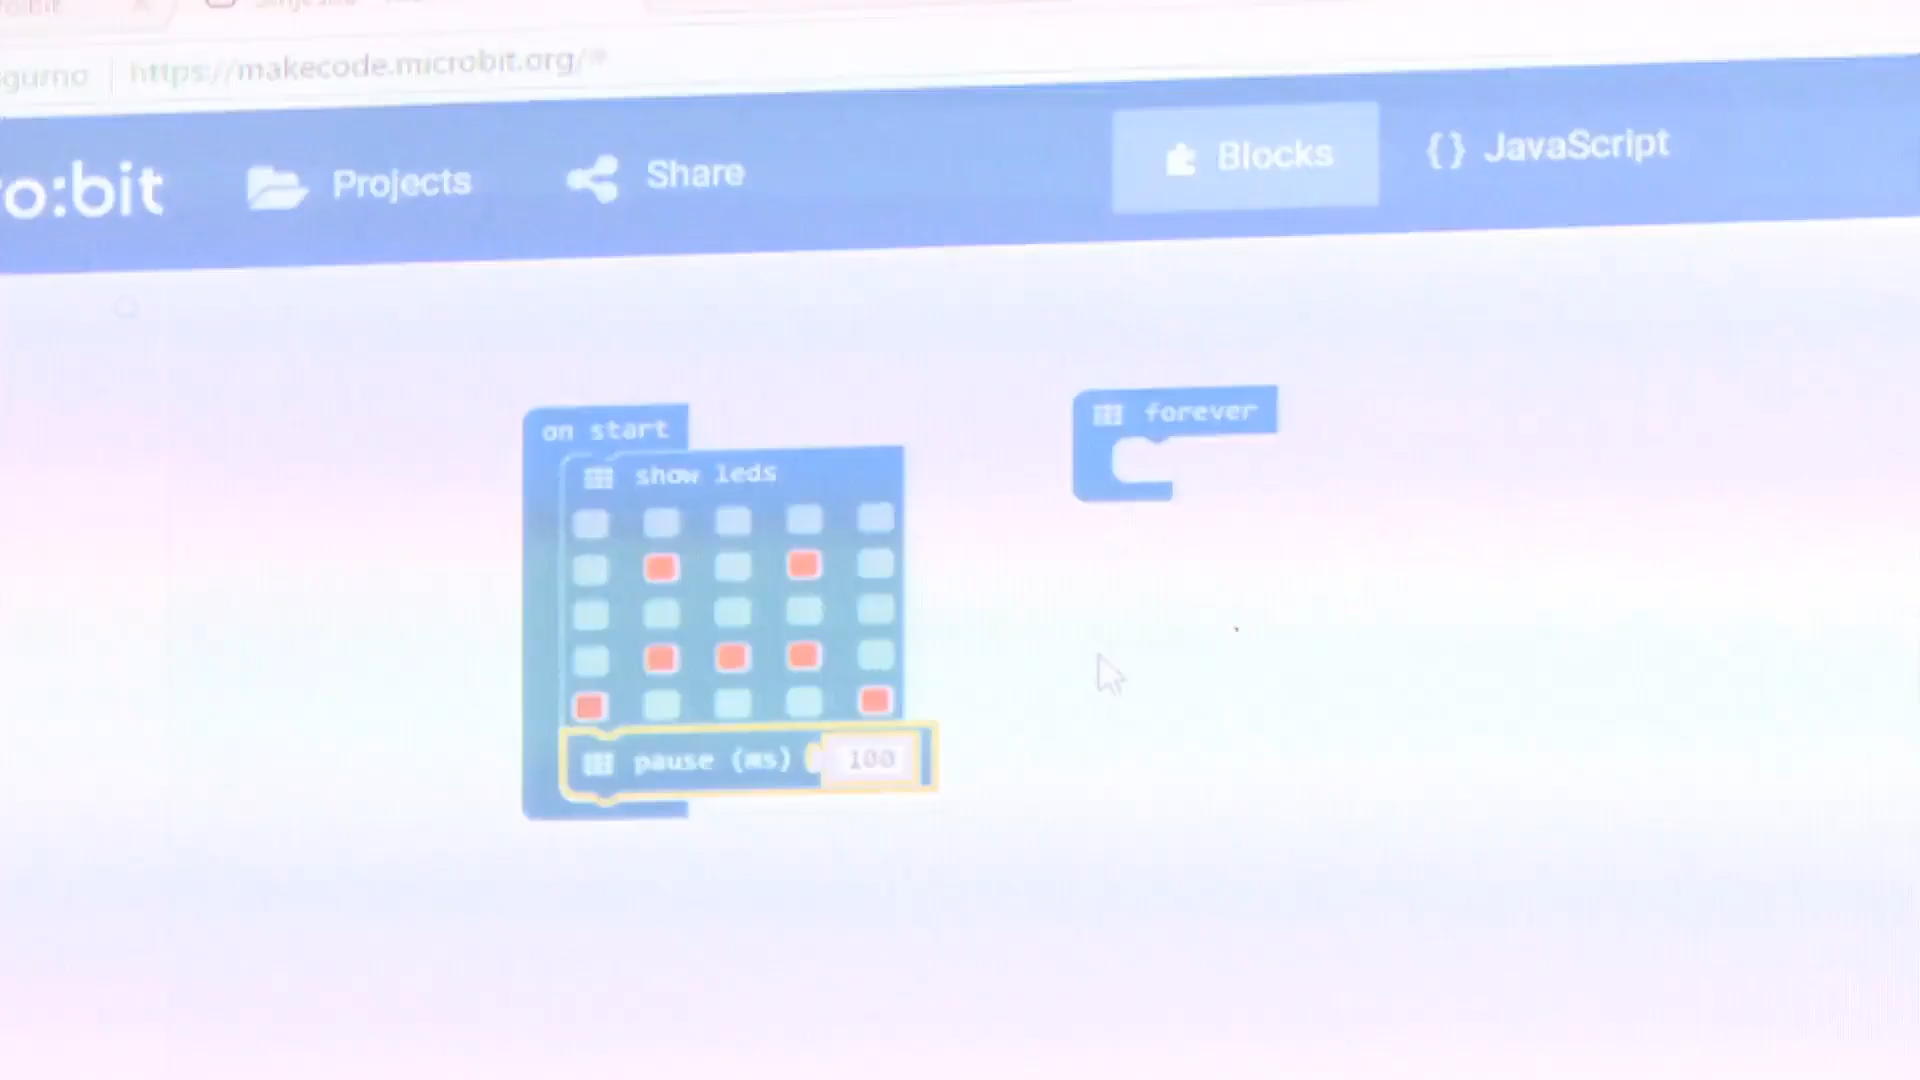 https://makecode.microbit.org/#
o:bit
Projects
Share
Blocks
{} JavaScript
on start
show leds
forever
pause (ms)
100